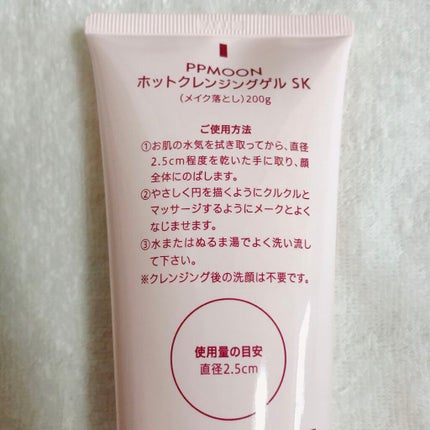 PPMOON
ホットクレンジングゲル SK
(メイク落とし)200g
ご使用方法
①お肌の水気を拭き取ってから、直径
2.5cm程度を乾いた手に取り、顔
全体にのばします。
②やさしく円を描くようにクルクルと
マッサージするようにメークとよく
なじませます。
③水またはぬるま湯でよく洗い流し
て下さい。
※クレンジング後の洗顔は不要です。
使用量の目安
直径2.5cm